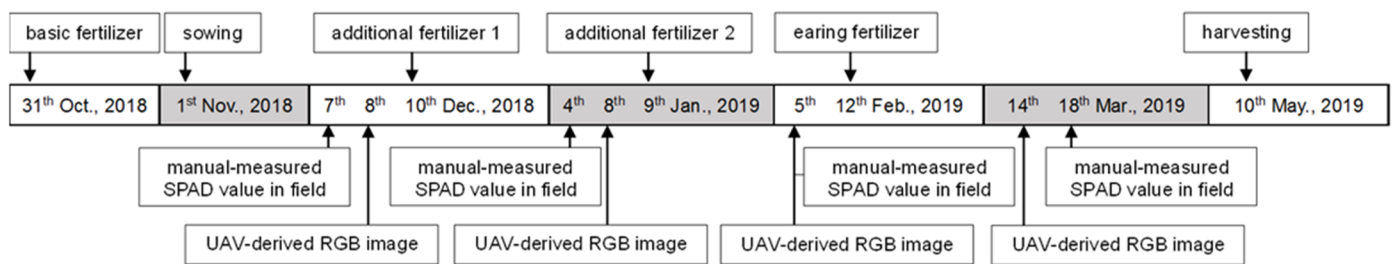 basic fertilizer
sowing
additional fertilizer 1
additional fertilizer 2
earing fertilizer
harvesting
31th Oct., 2018
1st Nov., 2018
7th 8th 10th Dec., 2018
4th 8th 9th Jan., 2019
5th 12th Feb., 2019
14th 18th Mar., 2019
10th May., 2019
manual-measured
SPAD value in field
manual-measured
SPAD value in field
manual-measured
SPAD value in field
manual-measured
SPAD value in field
UAV-derived RGB image
UAV-derived RGB image
UAV-derived RGB image
UAV-derived RGB image